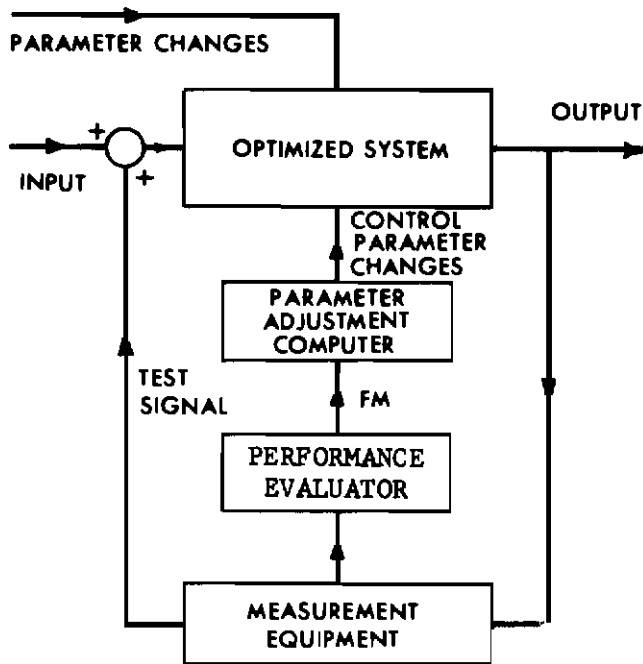 PARAMETER CHANGES
OUTPUT
+
OPTIMIZED SYSTEM
INPUT
+
CONTROL
PARAMETER
CHANGES
PARAMETER
ADJUSTMENT
COMPUTER
TEST
SIGNAL
FM
PERFORMANCE
EVALUATOR
MEASUREMENT
EQUIPMENT